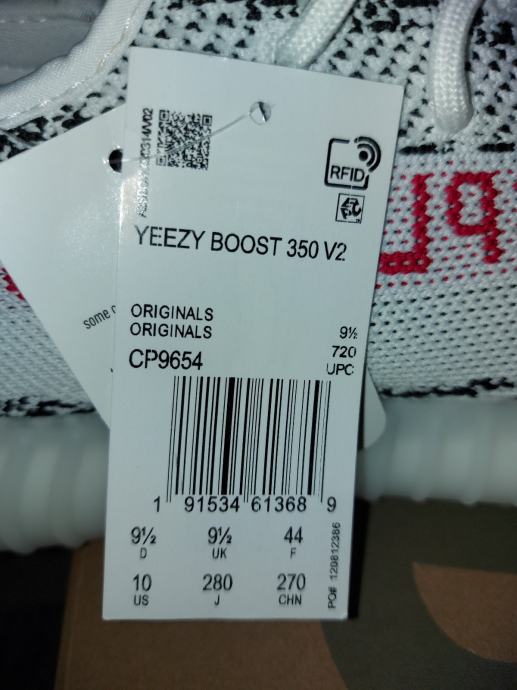 RFID
YEEZY BOOST 350 V2
ORIGINALS
ORIGINALS 9½
CP9654 720
UPC
1 91534 61368 9
9½ 9½ 44
D UK F
10 280 270
US J CHN
PO# 120812386
some